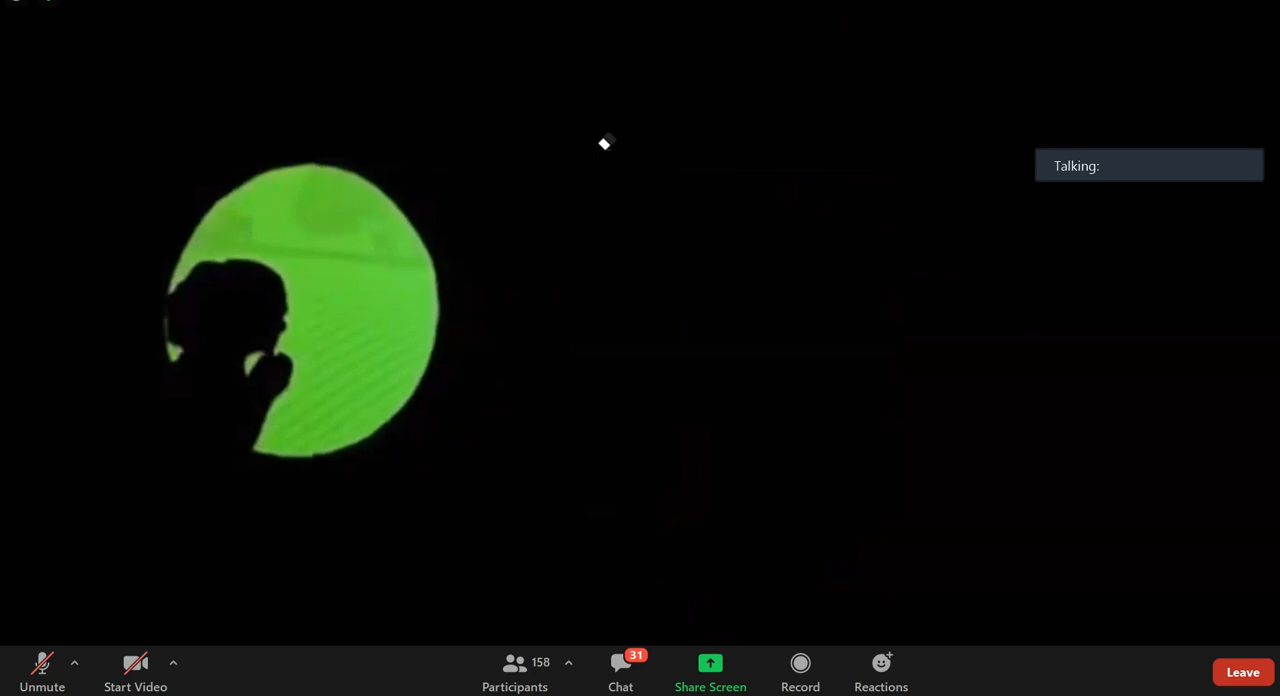 Talking:
158
31
Unmute
Start Video
Participants
Chat
Share Screen
Record
Reactions
Leave